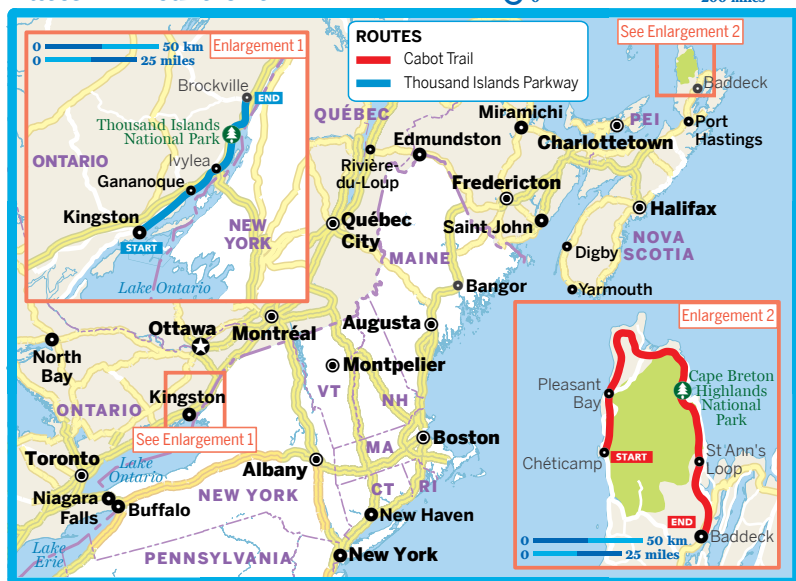 0 200 miles
0 50 km
0 25 miles
Enlargement 1
Brockville
END
Thousand Islands
National Park
ONTARIO
Ivylea
Gananoque
Kingston
START
NEW
YORK
Lake Ontario
ROUTES
Cabot Trail
Thousand Islands Parkway
See Enlargement 2
Baddeck
QUÉBEC
Miramichi
PEI
Port
Hastings
Edmundston
Charlottetown
Rivière-
du-Loup
Fredericton
Québec
City
Saint John
Halifax
MAINE
Digby
NOVA
SCOTIA
Bangor
Yarmouth
Ottawa
Montréal
Augusta
North
Bay
Montpelier
Kingston
ONTARIO
VT
NH
See Enlargement 1
MA
Boston
Toronto
Lake
Ontario
Albany
CT
RI
Niagara
Falls
Buffalo
NEW YORK
New Haven
Lake
Erie
PENNSYLVANIA
New York
Enlargement 2
Pleasant
Bay
Cape Breton
Highlands
National
Park
Chéticamp
START
St Ann's
Loop
END
Baddeck
0 50 km
0 25 miles